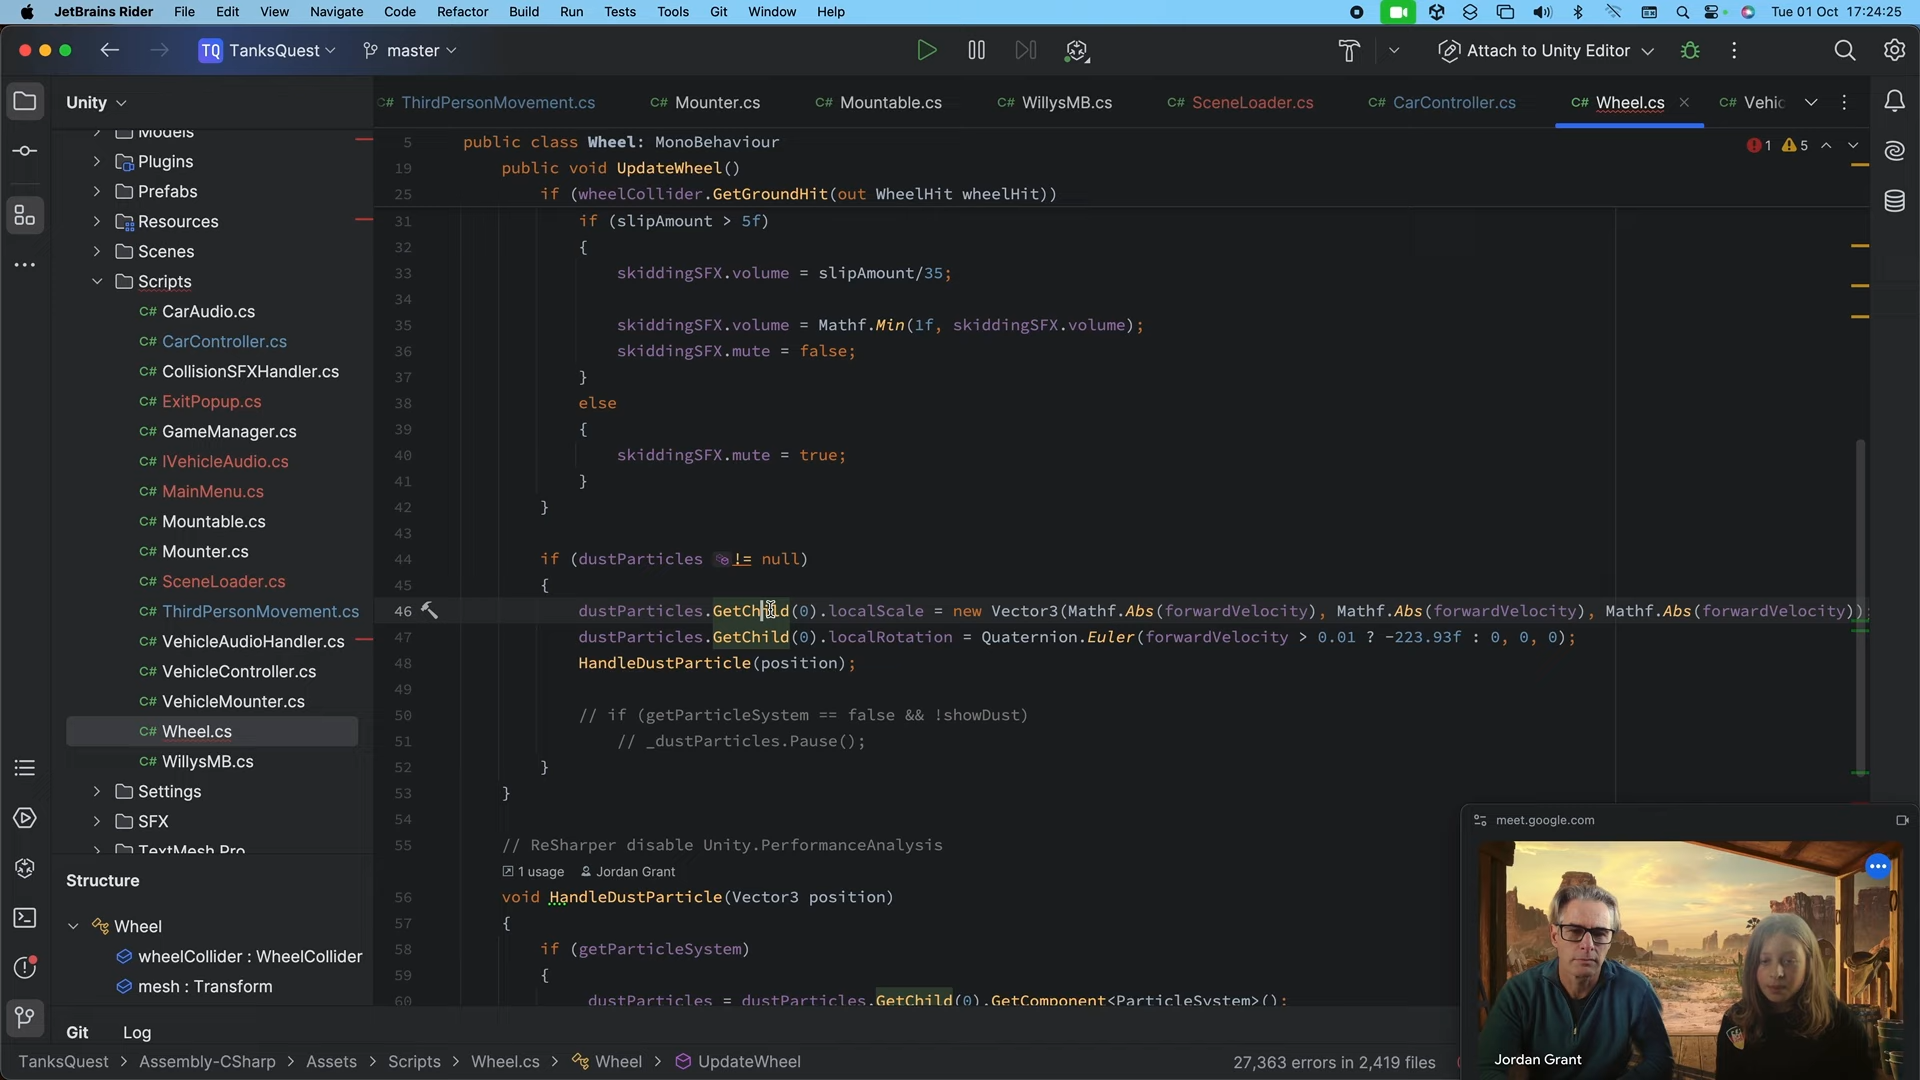 JetBrains Rider File Edit View Navigate Code Refactor Build Run Tests Tools Git Window Help Tue 01 Oct 17:24:25
TQ TanksQuest master Attach to Unity Editor
Unity C# ThirdPersonMovement.cs C# Mounter.cs C# Mountable.cs C# WillysMB.cs C# SceneLoader.cs C# CarController.cs C# Wheel.cs C# Vehic
Models
Plugins
Prefabs
Resources
Scenes
Scripts
C# CarAudio.cs
C# CarController.cs
C# CollisionSFXHandler.cs
C# ExitPopup.cs
C# GameManager.cs
C# IVehicleAudio.cs
C# MainMenu.cs
C# Mountable.cs
C# Mounter.cs
C# SceneLoader.cs
C# ThirdPersonMovement.cs
C# VehicleAudioHandler.cs
C# VehicleController.cs
C# VehicleMounter.cs
C# Wheel.cs
C# WillysMB.cs
Settings
SFX
TextMesh Pro
Structure
Wheel
wheelCollider : WheelCollider
mesh : Transform
5 public class Wheel: MonoBehaviour
1 5
19 public void UpdateWheel()
25 if (wheelCollider.GetGroundHit(out WheelHit wheelHit))
31 if (slipAmount > 5f)
32 {
33 skiddingSFX.volume = slipAmount/35;
34
35 skiddingSFX.volume = Mathf.Min(1f, skiddingSFX.volume);
36 skiddingSFX.mute = false;
37 }
38 else
39 {
40 skiddingSFX.mute = true;
41 }
42 }
43
44 if (dustParticles != null)
45 {
46 dustParticles.GetChild(0).localScale = new Vector3(Mathf.Abs(forwardVelocity), Mathf.Abs(forwardVelocity), Mathf.Abs(forwardVelocity));
47 dustParticles.GetChild(0).localRotation = Quaternion.Euler(forwardVelocity > 0.01 ? -223.93f : 0, 0, 0);
48 HandleDustParticle(position);
49
50 // if (getParticleSystem == false && !showDust)
51 // _dustParticles.Pause();
52 }
53 }
54
55 // ReSharper disable Unity.PerformanceAnalysis
1 usage Jordan Grant
56 void HandleDustParticle(Vector3 position)
57 {
58 if (getParticleSystem)
59 {
60 dustParticles = dustParticles.GetChild(0).GetComponent<ParticleSystem>();
meet.google.com
Jordan Grant
Git Log
TanksQuest > Assembly-CSharp > Assets > Scripts > Wheel.cs > Wheel > UpdateWheel 27,363 errors in 2,419 files